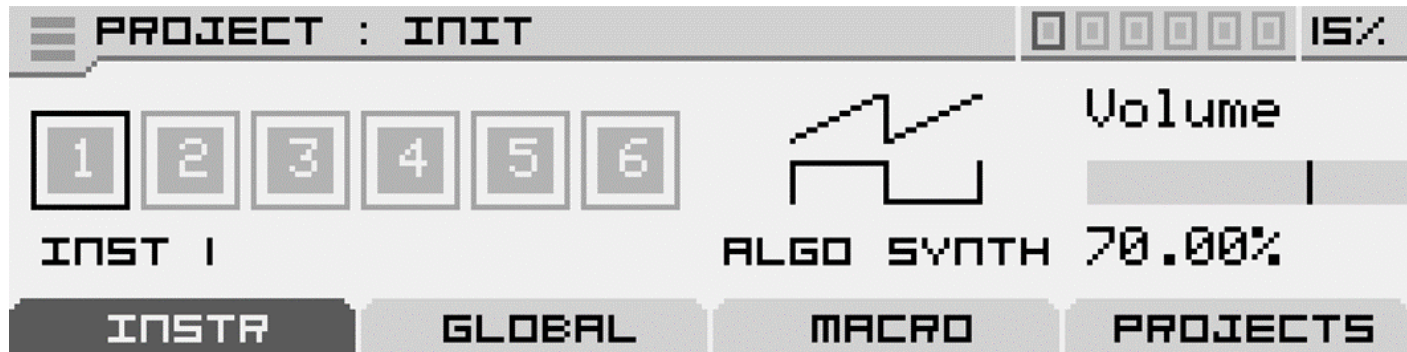 PROJECT : INIT 15%
1 2 3 4 5 6
Volume
INST 1
ALGO SYNTH
70.00%
INSTR GLOBAL MACRO PROJECTS